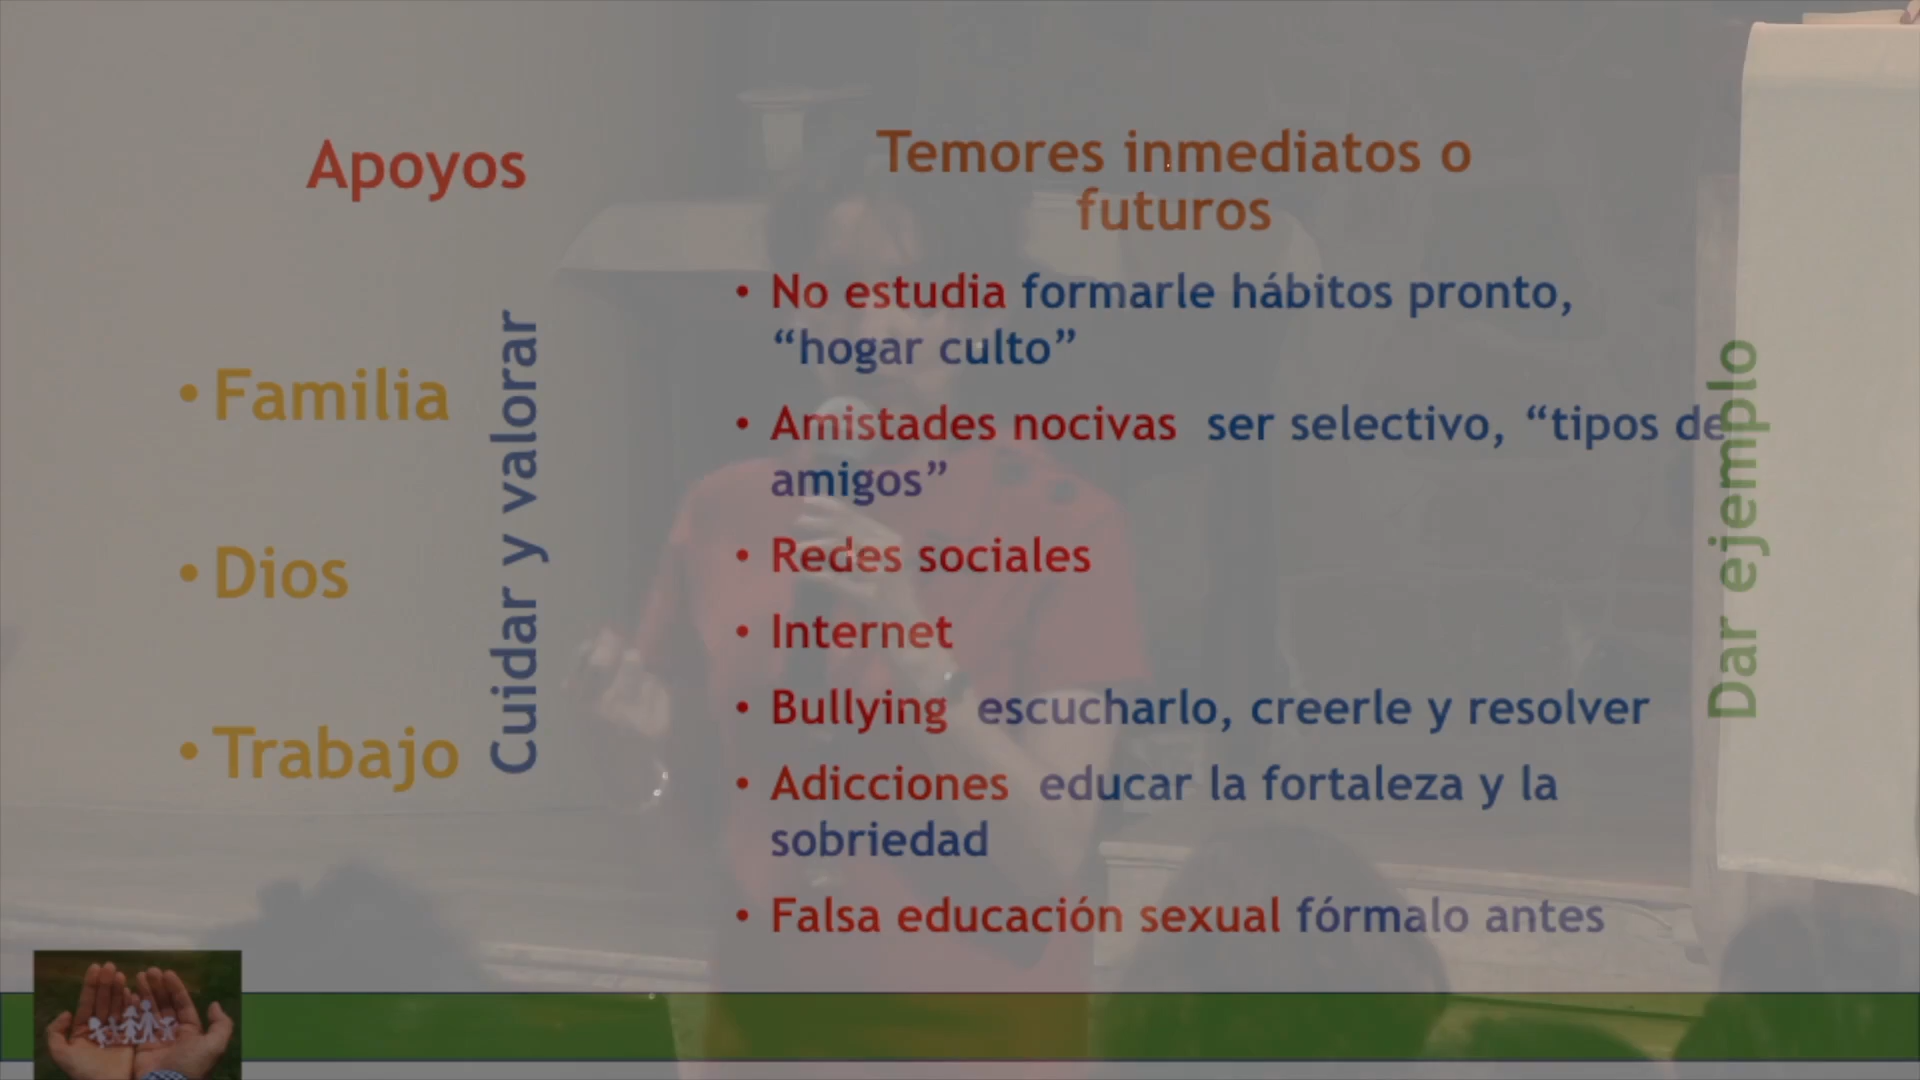 Apoyos
• Familia
• Dios
• Trabajo
Cuidar y valorar
Temores inmediatos o
futuros
• No estudia formarle hábitos pronto,
“hogar culto”
• Amistades nocivas ser selectivo, “tipos de
amigos”
• Redes sociales
• Internet
• Bullying escucharlo, creerle y resolver
• Adicciones educar la fortaleza y la
sobriedad
• Falsa educación sexual fórmalo antes
Dar ejemplo